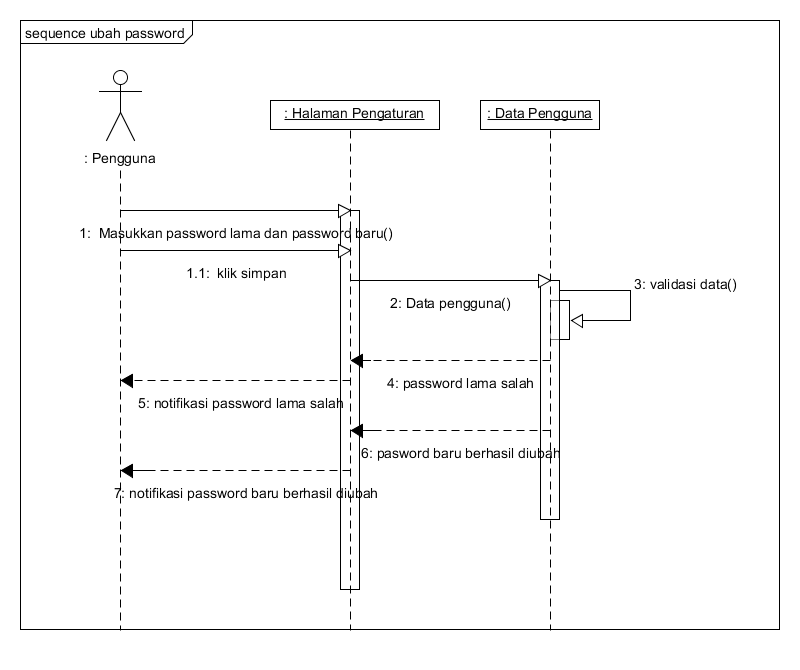 sequence ubah password
: Halaman Pengaturan
: Data Pengguna
: Pengguna
1:  Masukkan password lama dan password baru()
1.1:  klik simpan
3: validasi data()
2: Data pengguna()
4: password lama salah
5: notifikasi password lama salah
6: pasword baru berhasil diubah
7: notifikasi password baru berhasil diubah